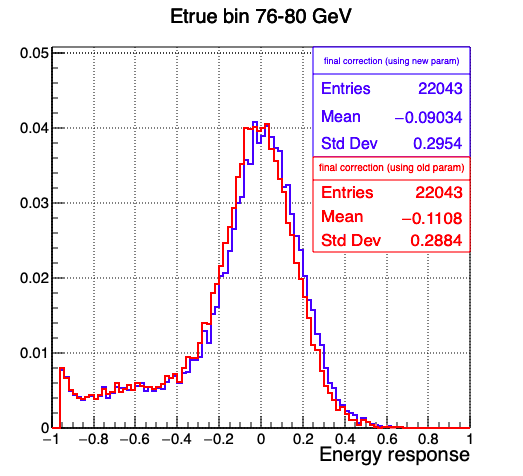 Etrue bin 76-80 GeV
final correction (using new param)
Entries 22043
Mean −0.09034
Std Dev 0.2954
final correction (using old param)
Entries 22043
Mean −0.1108
Std Dev 0.2884
0.05
0.04
0.03
0.02
0.01
0
−1 −0.8 −0.6 −0.4 −0.2 0 0.2 0.4 0.6 0.8 1
Energy response